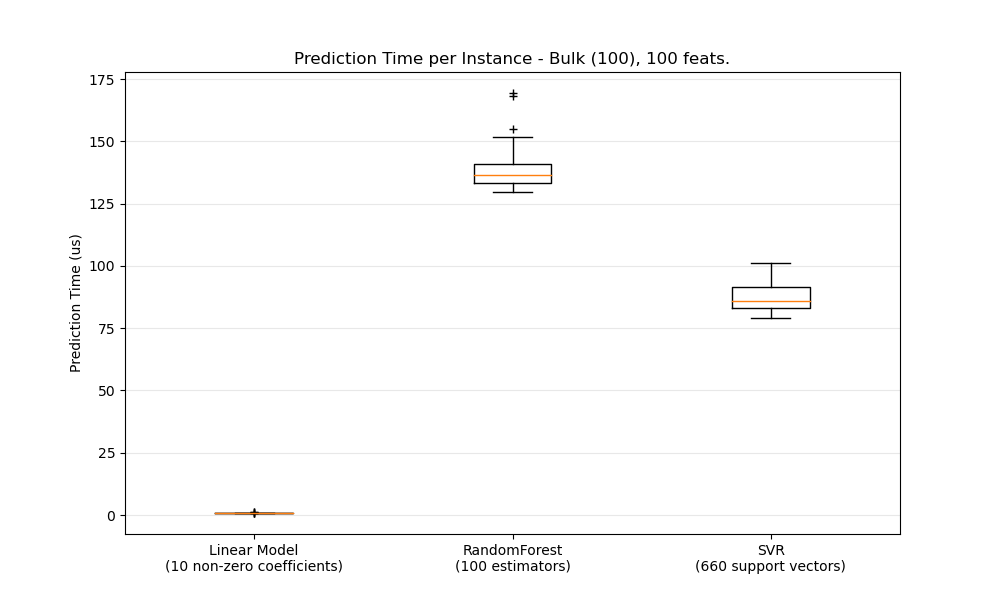 Prediction Time per Instance - Bulk (100), 100 feats.
175
150
125
100
75
50
25
0
Prediction Time (us)
Linear Model
(10 non-zero coefficients)
RandomForest
(100 estimators)
SVR
(660 support vectors)